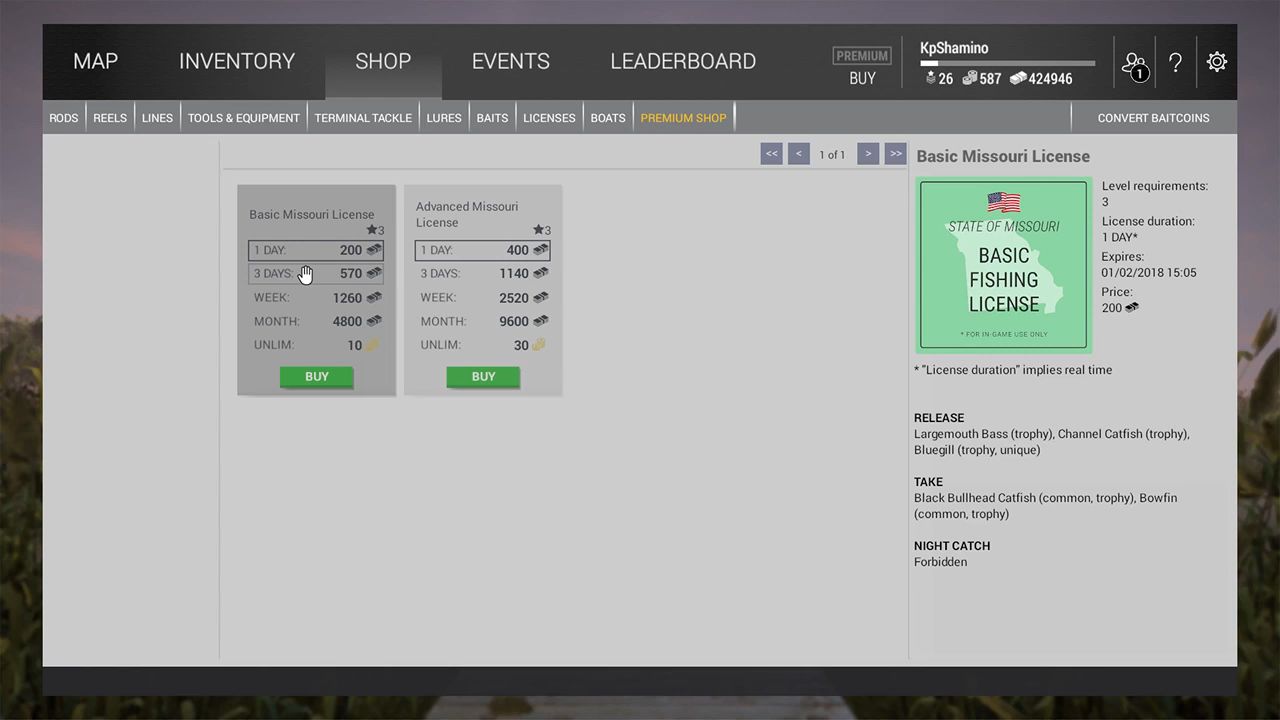 MAP INVENTORY SHOP EVENTS LEADERBOARD
PREMIUM
BUY
KpShamino
26 587 424946
1
?
RODS REELS LINES TOOLS & EQUIPMENT TERMINAL TACKLE LURES BAITS LICENSES BOATS PREMIUM SHOP CONVERT BAITCOINS
<< < 1 of 1 > >>
Basic Missouri License
3
1 DAY: 200
3 DAYS: 570
WEEK: 1260
MONTH: 4800
UNLIM: 10
BUY
Advanced Missouri
License
3
1 DAY: 400
3 DAYS: 1140
WEEK: 2520
MONTH: 9600
UNLIM: 30
BUY
Basic Missouri License
STATE OF MISSOURI
BASIC
FISHING
LICENSE
* FOR IN-GAME USE ONLY
Level requirements:
3
License duration:
1 DAY*
Expires:
01/02/2018 15:05
Price:
200
* "License duration" implies real time
RELEASE
Largemouth Bass (trophy), Channel Catfish (trophy),
Bluegill (trophy, unique)
TAKE
Black Bullhead Catfish (common, trophy), Bowfin
(common, trophy)
NIGHT CATCH
Forbidden